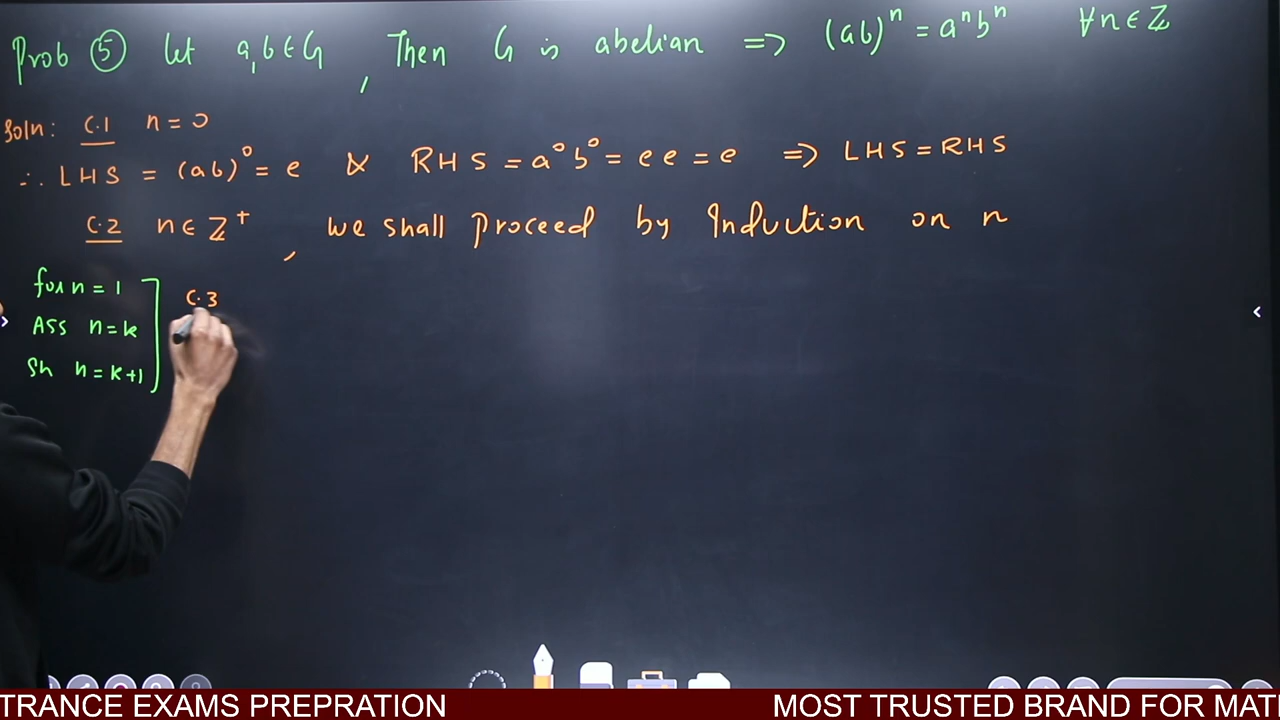 Prob ⑤ let a,b∈G, Then G is abelian => (ab)ⁿ = aⁿbⁿ ∀n∈Z
Soln: C.1 n = 0
∴ LHS = (ab)⁰ = e & RHS = a⁰b⁰ = ee = e => LHS = RHS
C.2 n∈Z⁺, we shall proceed by Induction on n
for n = 1
C.3
Ass n = k
Sh n = k+1
TRANCE EXAMS PREPRATION MOST TRUSTED BRAND FOR MATI